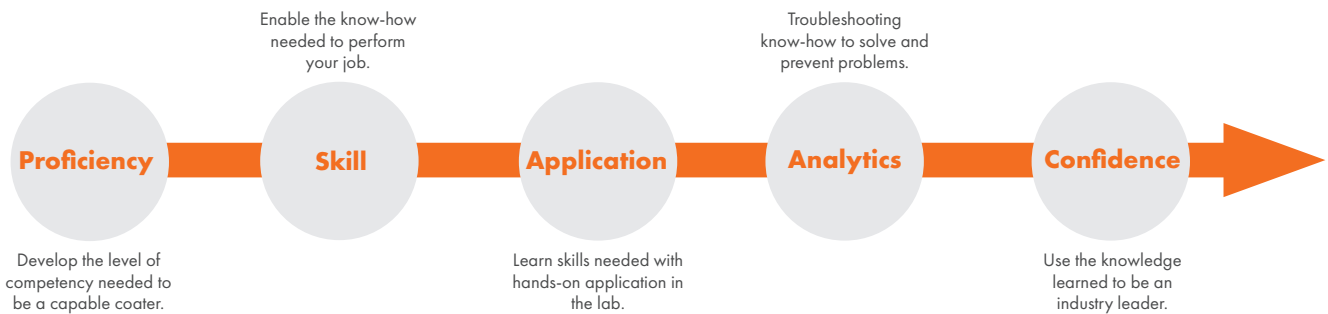 Proficiency
Develop the level of
competency needed to
be a capable coater.
Enable the know-how
needed to perform
your job.
Skill
Application
Learn skills needed with
hands-on application in
the lab.
Troubleshooting
know-how to solve and
prevent problems.
Analytics
Confidence
Use the knowledge
learned to be an
industry leader.